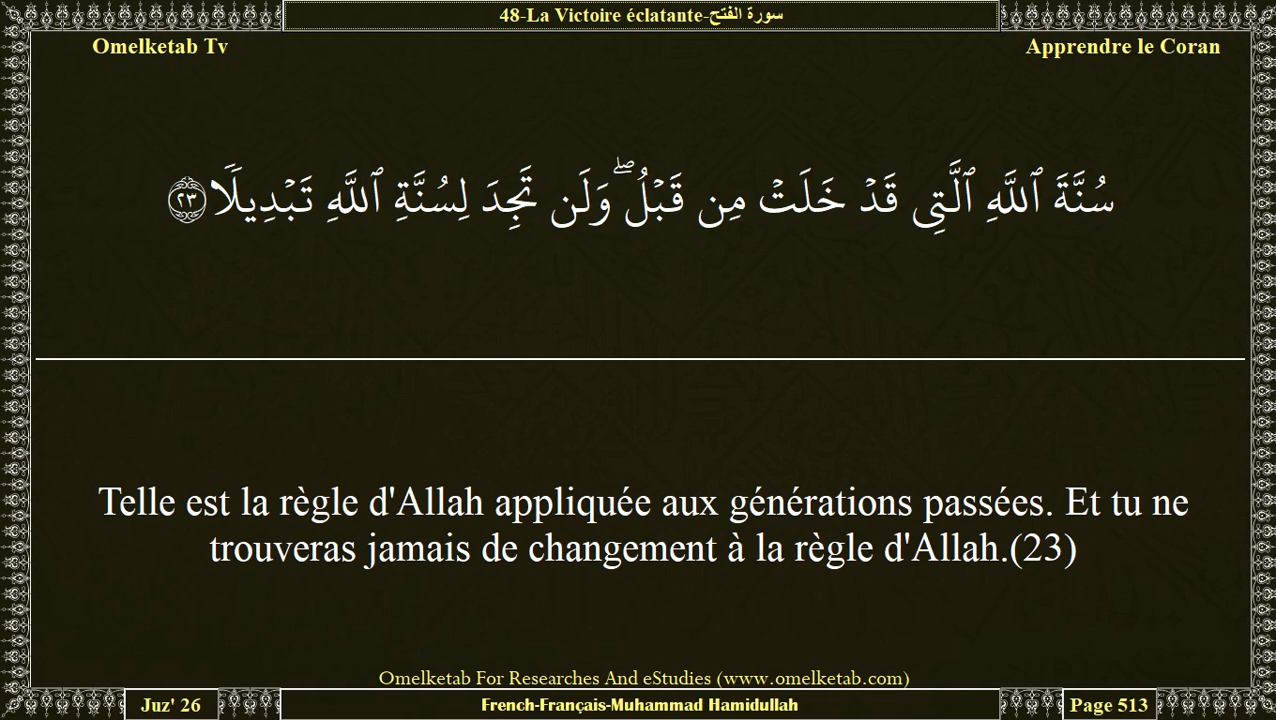 48-La Victoire éclatante-سورة الفتح
Omelketab Tv
Apprendre le Coran
سُنَّةَ ٱللَّهِ ٱلَّتِى قَدْ خَلَتْ مِن قَبْلُ ۖ وَلَن تَجِدَ لِسُنَّةِ ٱللَّهِ تَبْدِيلًا ٢٣
Telle est la règle d'Allah appliquée aux générations passées. Et tu ne
trouveras jamais de changement à la règle d'Allah.(23)
Omelketab For Researches And eStudies (www.omelketab.com)
Juz' 26
French-Français-Muhammad Hamidullah
Page 513